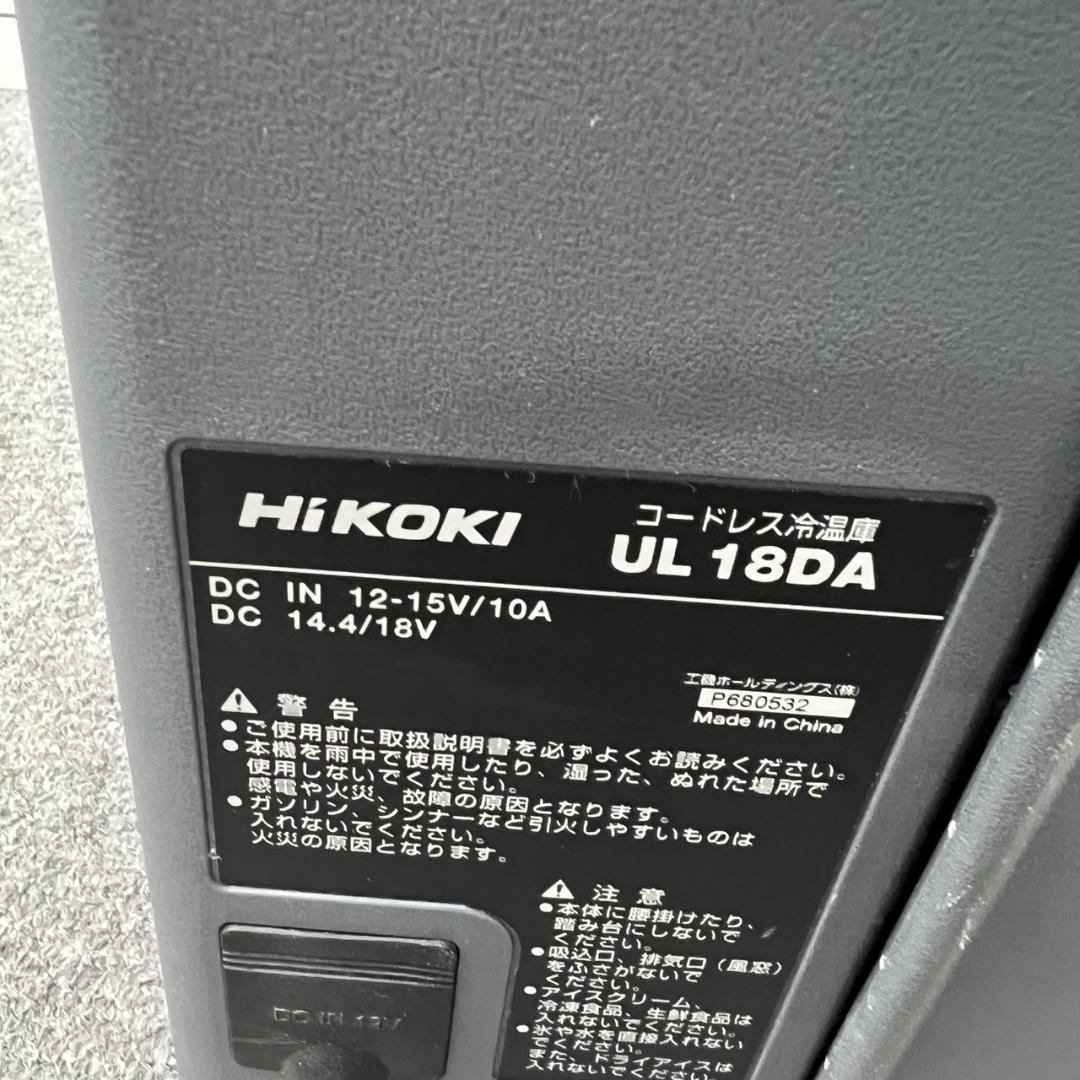 HiKOKI
コードレス冷温庫
UL 18DA
DC IN 12-15V/10A
DC 14.4/18V
工機ホールディングス(株)
P680532
Made in China
警告
●ご使用前に取扱説明書を必ずよくお読みください。
●本機を雨中で使用したり、湿った、ぬれた場所で
使用しないでください。
感電や火災、故障の原因となります。
●ガソリン、シンナーなど引火しやすいものは
入れないでください。
火災の原因となります。
注意
●本体に腰掛けたり、
踏み台にしないで
ください。
●吸込口、排気口(風窓)
をふさがないで
ください。
●アイスクリーム、
冷凍食品、生鮮食品は
入れないでください。
●氷や水を直接入れない
でください。
また、ドライアイスは
入れないでください。
DC IN 12V